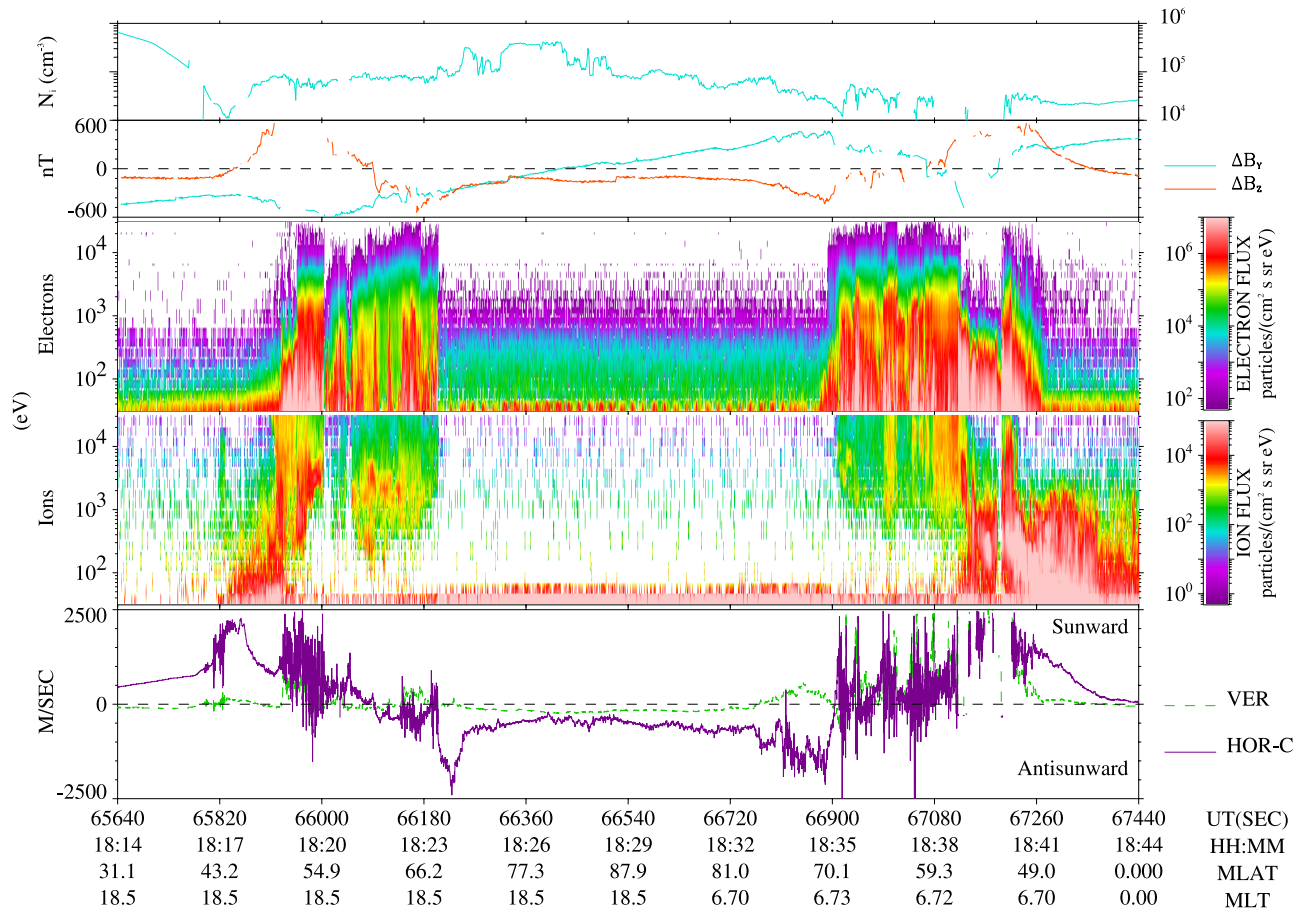 10⁶
Nᵢ (cm⁻³)
10⁵
10⁴
600
nT
0
-600
ΔBY
ΔBZ
10⁴
Electrons
10³
10²
10⁶
10⁴
10²
ELECTRON FLUX
particles/(cm² s sr eV)
(eV)
10⁴
Ions
10³
10²
10⁴
10²
10⁰
ION FLUX
particles/(cm² s sr eV)
2500
Sunward
M/SEC
0
VER
HOR-C
Antisunward
-2500
65640 65820 66000 66180 66360 66540 66720 66900 67080 67260 67440 UT(SEC)
18:14 18:17 18:20 18:23 18:26 18:29 18:32 18:35 18:38 18:41 18:44 HH:MM
31.1 43.2 54.9 66.2 77.3 87.9 81.0 70.1 59.3 49.0 0.000 MLAT
18.5 18.5 18.5 18.5 18.5 18.5 6.70 6.73 6.72 6.70 0.00 MLT